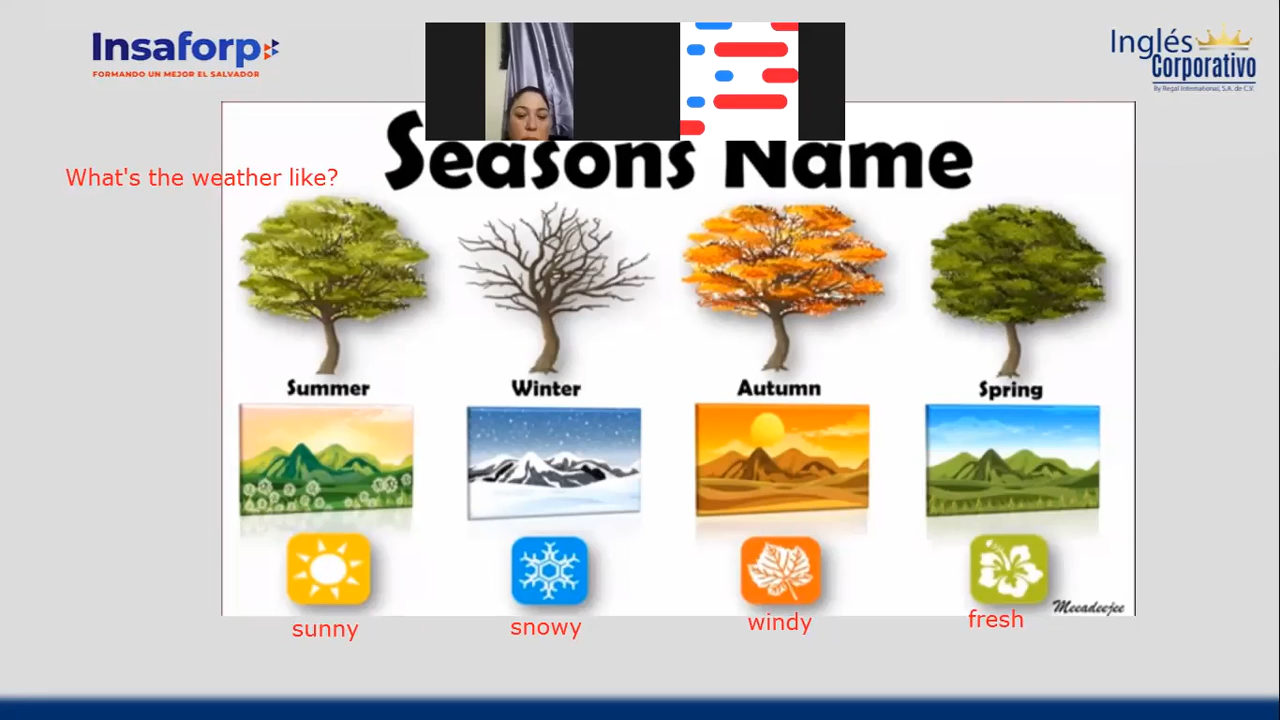 Insaforp
FORMANDO UN MEJOR EL SALVADOR
Inglés
Corporativo
By Regal International, S.A. de C.V.
Seasons Name
What's the weather like?
Summer Winter Autumn Spring
Meeadeejee
sunny snowy windy fresh